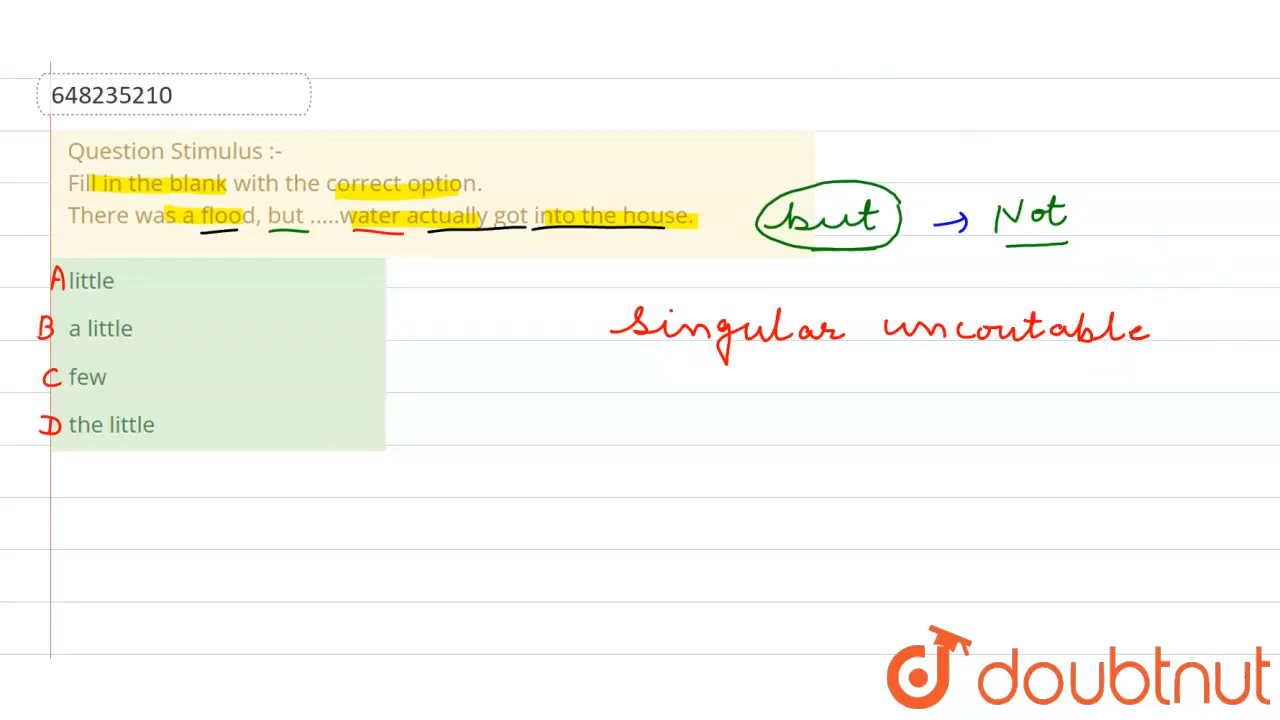 648235210
Question Stimulus :-
Fill in the blank with the correct option.
There was a flood, but .....water actually got into the house.
but → Not
A little
singular uncoutable
B a little
C few
D the little
doubtnut